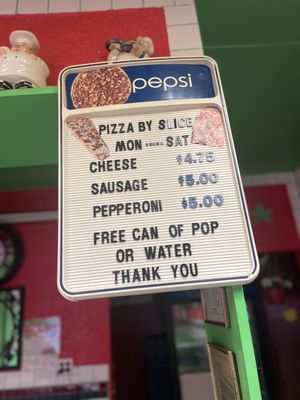 pepsi
PIZZA BY SLICE
MON----SAT
CHEESE $4.75
SAUSAGE $5.00
PEPPERONI $5.00
FREE CAN OF POP
OR WATER
THANK YOU